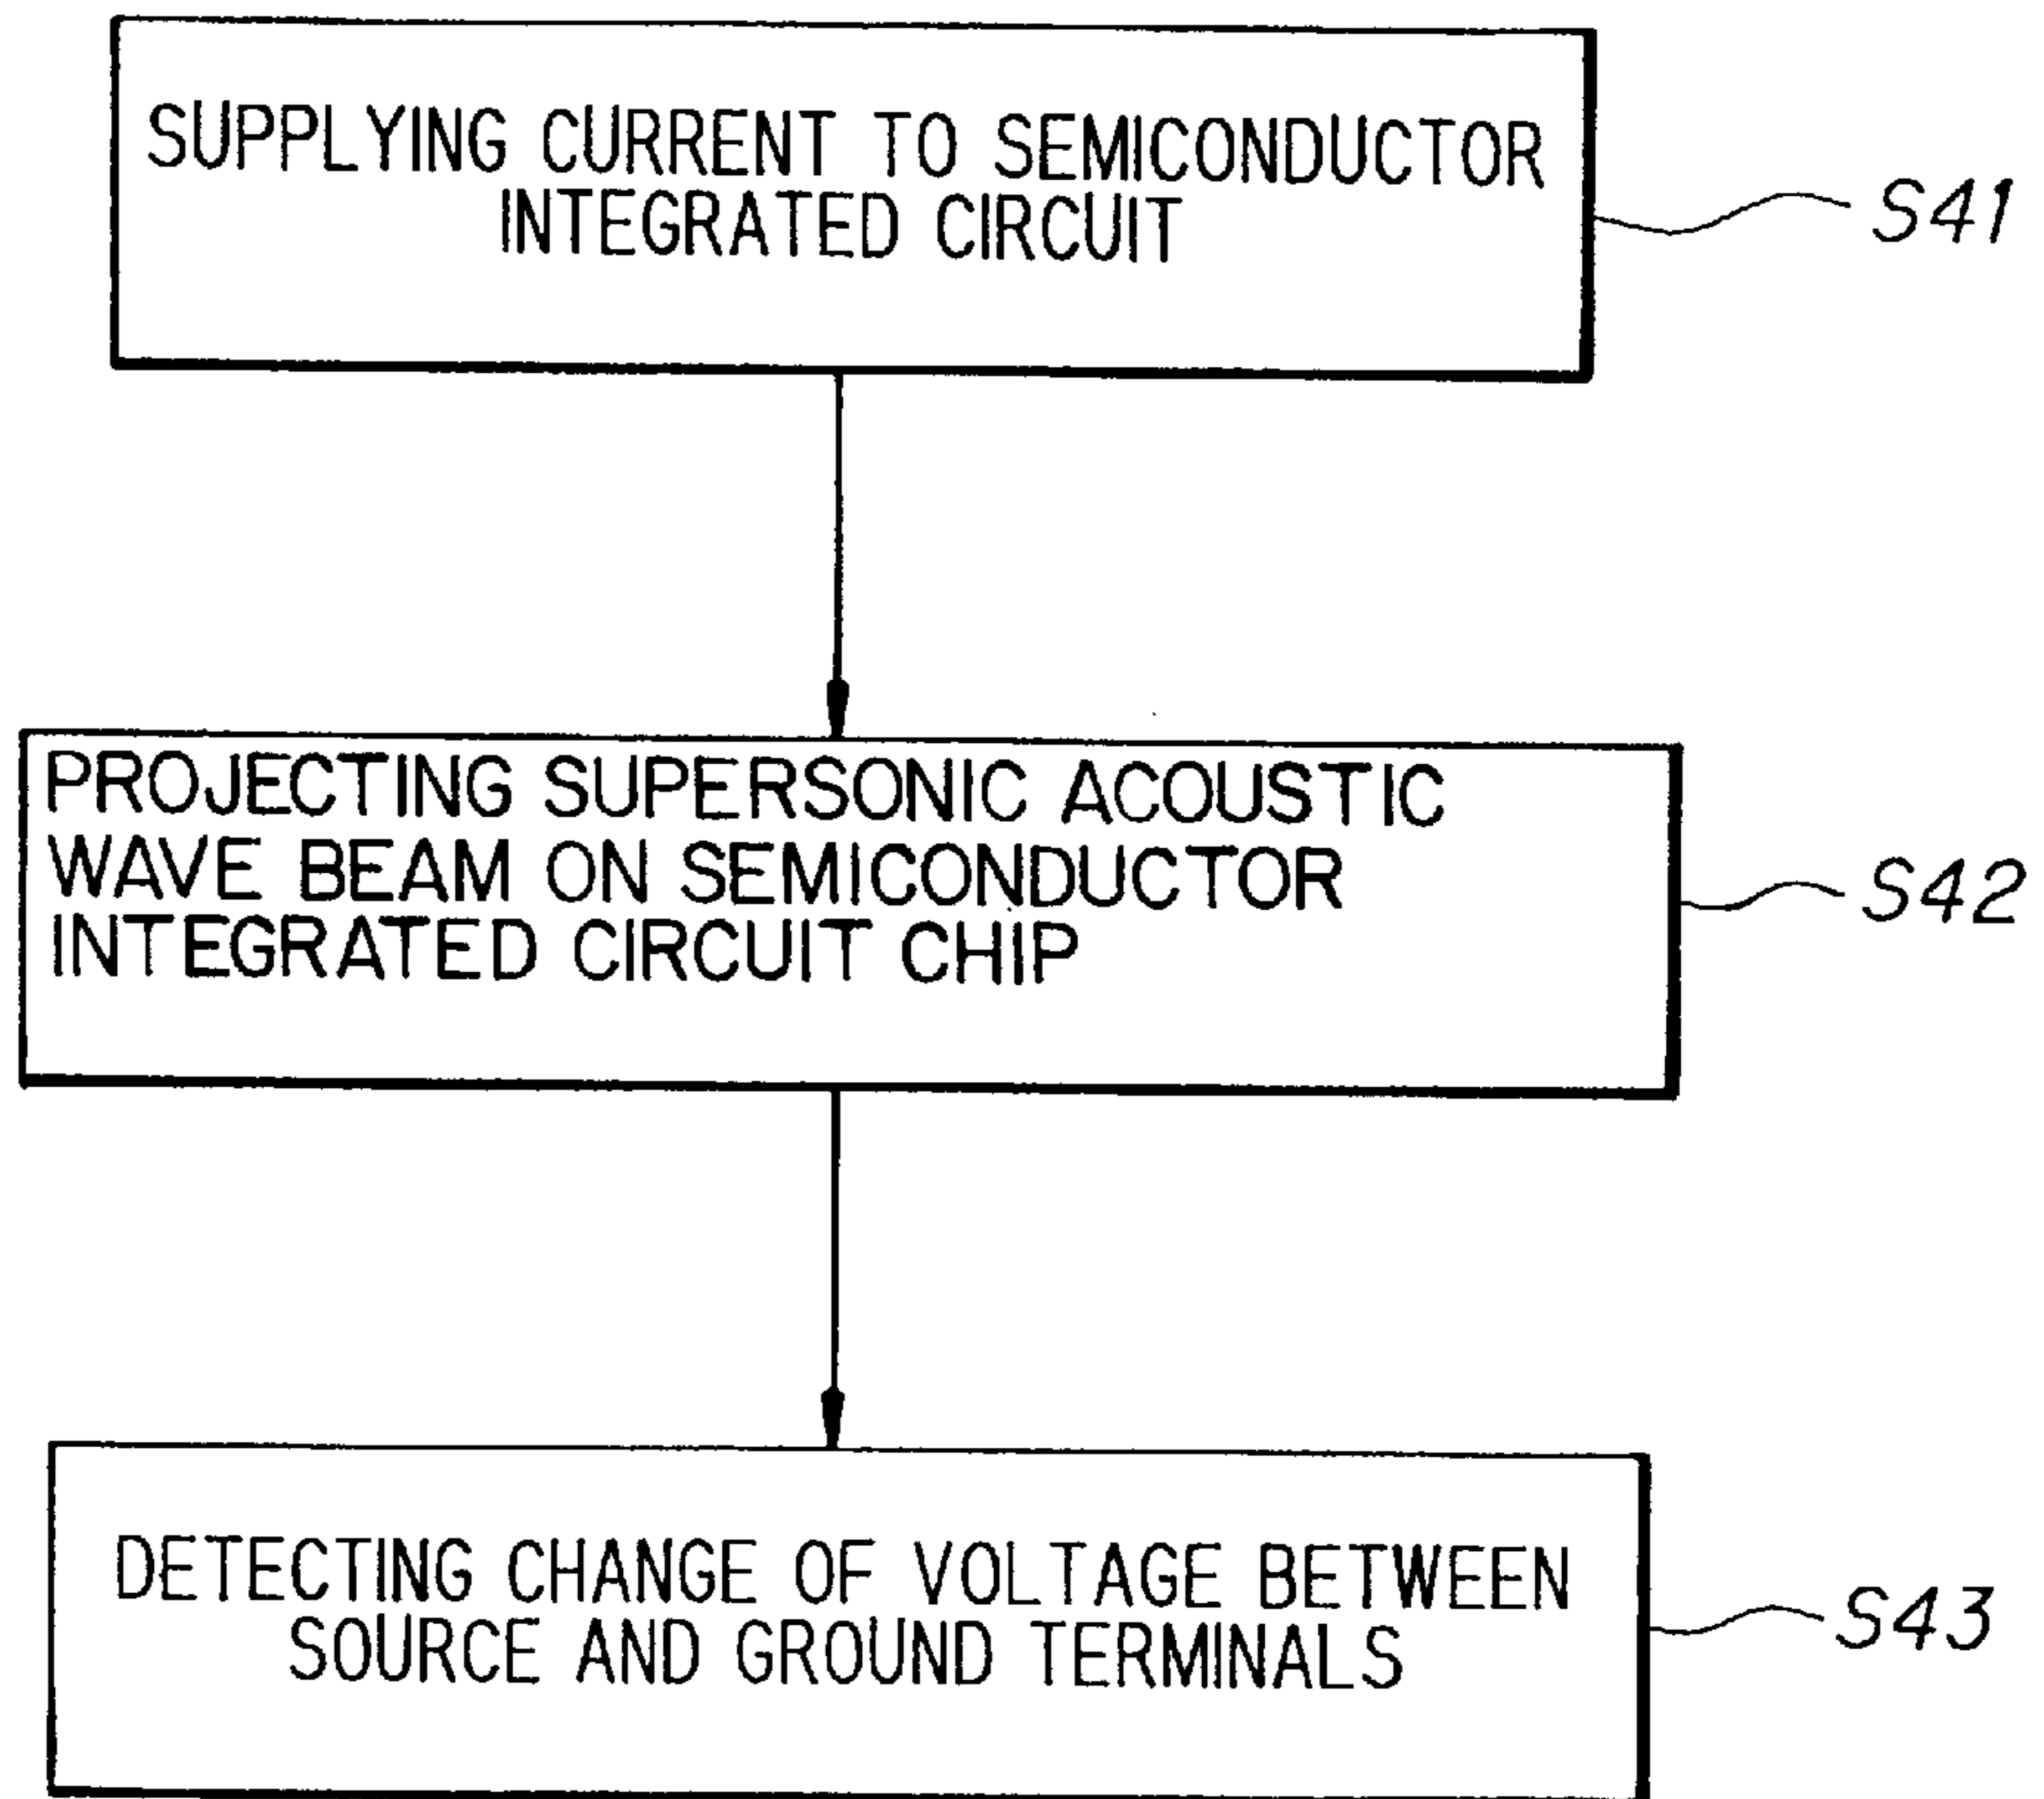 SUPPLYING CURRENT TO SEMICONDUCTOR
INTEGRATED CIRCUIT
S41
PROJECTING SUPERSONIC ACOUSTIC
WAVE BEAM ON SEMICONDUCTOR
INTEGRATED CIRCUIT CHIP
S42
DETECTING CHANGE OF VOLTAGE BETWEEN
SOURCE AND GROUND TERMINALS
S43